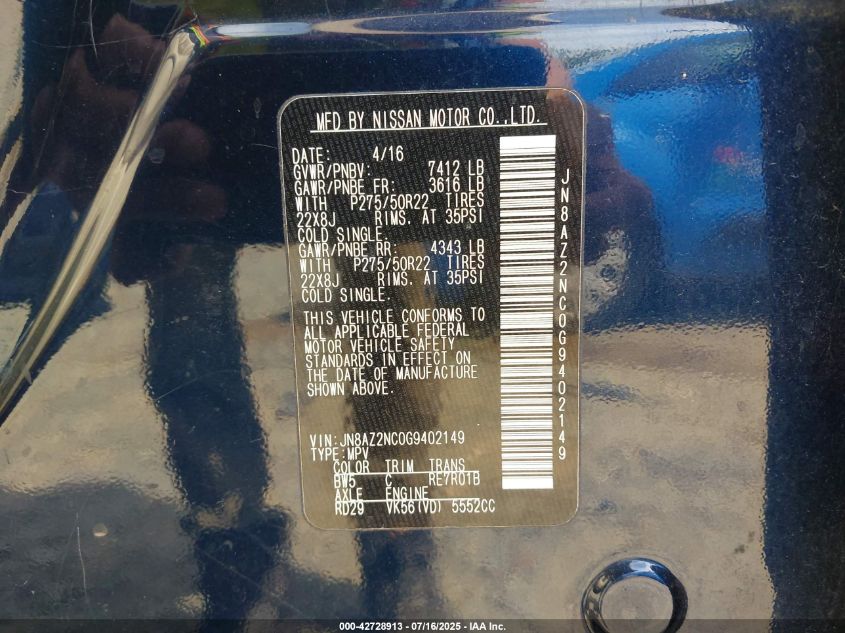 MFD BY NISSAN MOTOR CO.,LTD.
DATE: 4/16
GVWR/PNBV: 7412 LB
GAWR/PNBE FR: 3616 LB
WITH P275/50R22 TIRES
22X8J RIMS. AT 35PSI
COLD SINGLE.
GAWR/PNBE RR: 4343 LB
WITH P275/50R22 TIRES
22X8J RIMS. AT 35PSI
COLD SINGLE.
THIS VEHICLE CONFORMS TO
ALL APPLICABLE FEDERAL
MOTOR VEHICLE SAFETY
STANDARDS IN EFFECT ON
THE DATE OF MANUFACTURE
SHOWN ABOVE.
VIN:JN8AZ2NC0G9402149
TYPE:MPV
COLOR TRIM TRANS
BW5 C RE7R01B
AXLE ENGINE
RD29 VK56(VD) 5552CC
JN8AZ2NC0G9402149
000-42728913 - 07/16/2025 - IAA Inc.